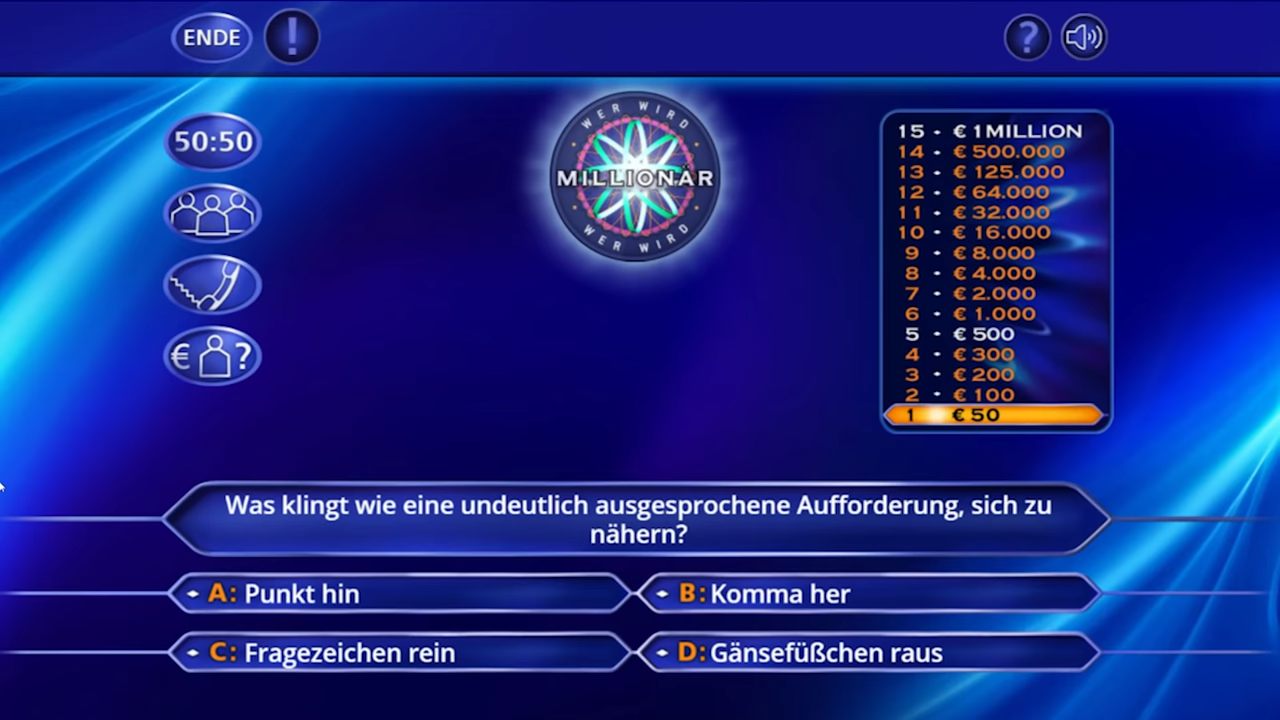 ENDE
!
?
50:50
WER WIRD
MILLIONÄR
WER WIRD
€ ?
15 • € 1 MILLION
14 • € 500.000
13 • € 125.000
12 • € 64.000
11 • € 32.000
10 • € 16.000
9 • € 8.000
8 • € 4.000
7 • € 2.000
6 • € 1.000
5 • € 500
4 • € 300
3 • € 200
2 • € 100
1 € 50
Was klingt wie eine undeutlich ausgesprochene Aufforderung, sich zu
nähern?
A: Punkt hin
B: Komma her
C: Fragezeichen rein
D: Gänsefüßchen raus